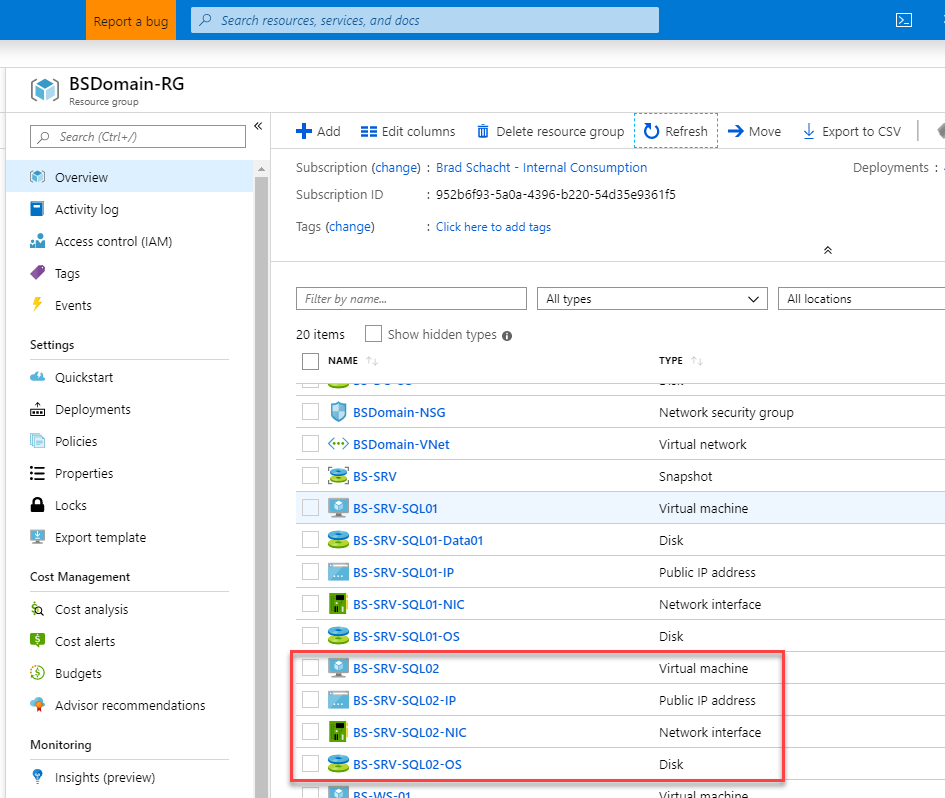 Report a bug
Search resources, services, and docs
BSDomain-RG
Resource group
Search (Ctrl+/)
«
Overview
Activity log
Access control (IAM)
Tags
Events
Settings
Quickstart
Deployments
Policies
Properties
Locks
Export template
Cost Management
Cost analysis
Cost alerts
Budgets
Advisor recommendations
Monitoring
Insights (preview)
Add Edit columns Delete resource group Refresh Move Export to CSV
Subscription (change) : Brad Schacht - Internal Consumption Deployments :
Subscription ID : 952b6f93-5a0a-4396-b220-54d35e9361f5
Tags (change) : Click here to add tags
Filter by name... All types All locations
20 items Show hidden types
NAME TYPE
BSDomain-NSG Network security group
BSDomain-VNet Virtual network
BS-SRV Snapshot
BS-SRV-SQL01 Virtual machine
BS-SRV-SQL01-Data01 Disk
BS-SRV-SQL01-IP Public IP address
BS-SRV-SQL01-NIC Network interface
BS-SRV-SQL01-OS Disk
BS-SRV-SQL02 Virtual machine
BS-SRV-SQL02-IP Public IP address
BS-SRV-SQL02-NIC Network interface
BS-SRV-SQL02-OS Disk
BS-WS-01 Virtual machine